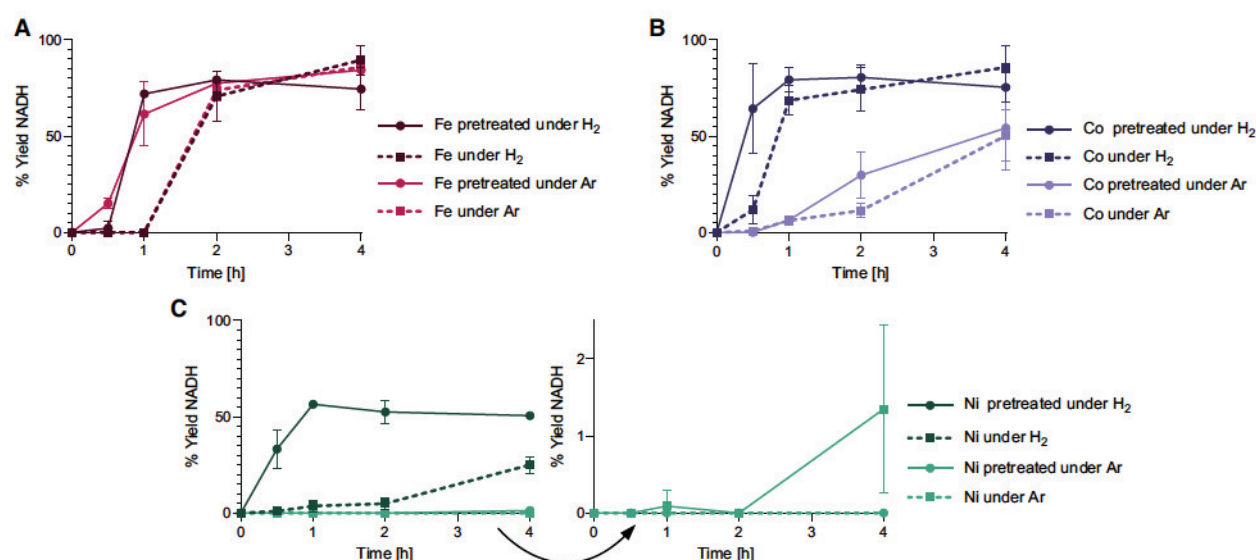 A
100
50
0
% Yield NADH
0 1 2 3 4
Time [h]
Fe pretreated under H2
Fe under H2
Fe pretreated under Ar
Fe under Ar
B
100
50
0
% Yield NADH
0 1 2 3 4
Time [h]
Co pretreated under H2
Co under H2
Co pretreated under Ar
Co under Ar
C
100
50
0
% Yield NADH
0 1 2 3 4
Time [h]
2
1
0
% Yield NADH
0 1 2 3 4
Time [h]
Ni pretreated under H2
Ni under H2
Ni pretreated under Ar
Ni under Ar